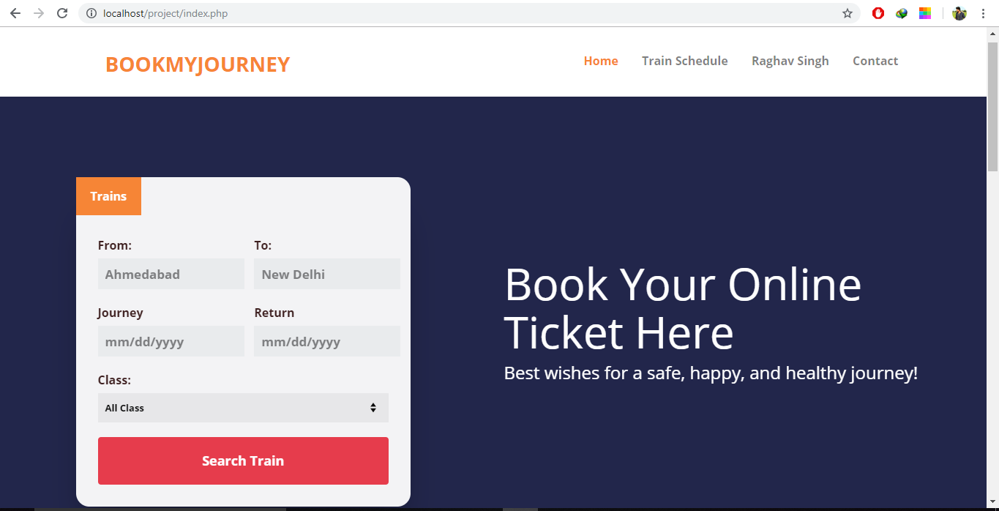 localhost/project/index.php
BOOKMYJOURNEY
Home Train Schedule Raghav Singh Contact
Trains
From: To:
Ahmedabad New Delhi
Journey Return
mm/dd/yyyy mm/dd/yyyy
Class:
All Class
Search Train
Book Your Online
Ticket Here
Best wishes for a safe, happy, and healthy journey!